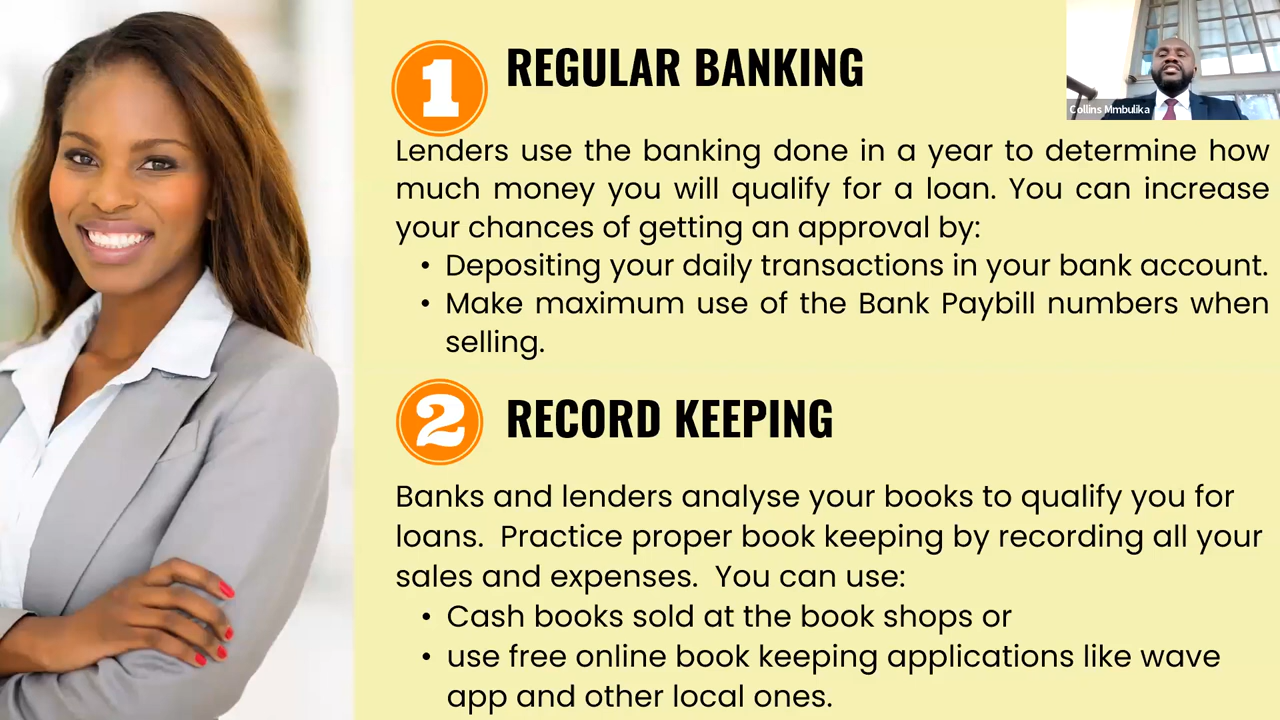 1 REGULAR BANKING
Collins Mmbulika
Lenders use the banking done in a year to determine how
much money you will qualify for a loan. You can increase
your chances of getting an approval by:
• Depositing your daily transactions in your bank account.
• Make maximum use of the Bank Paybill numbers when
selling.
2 RECORD KEEPING
Banks and lenders analyse your books to qualify you for
loans.  Practice proper book keeping by recording all your
sales and expenses.  You can use:
• Cash books sold at the book shops or
• use free online book keeping applications like wave
app and other local ones.